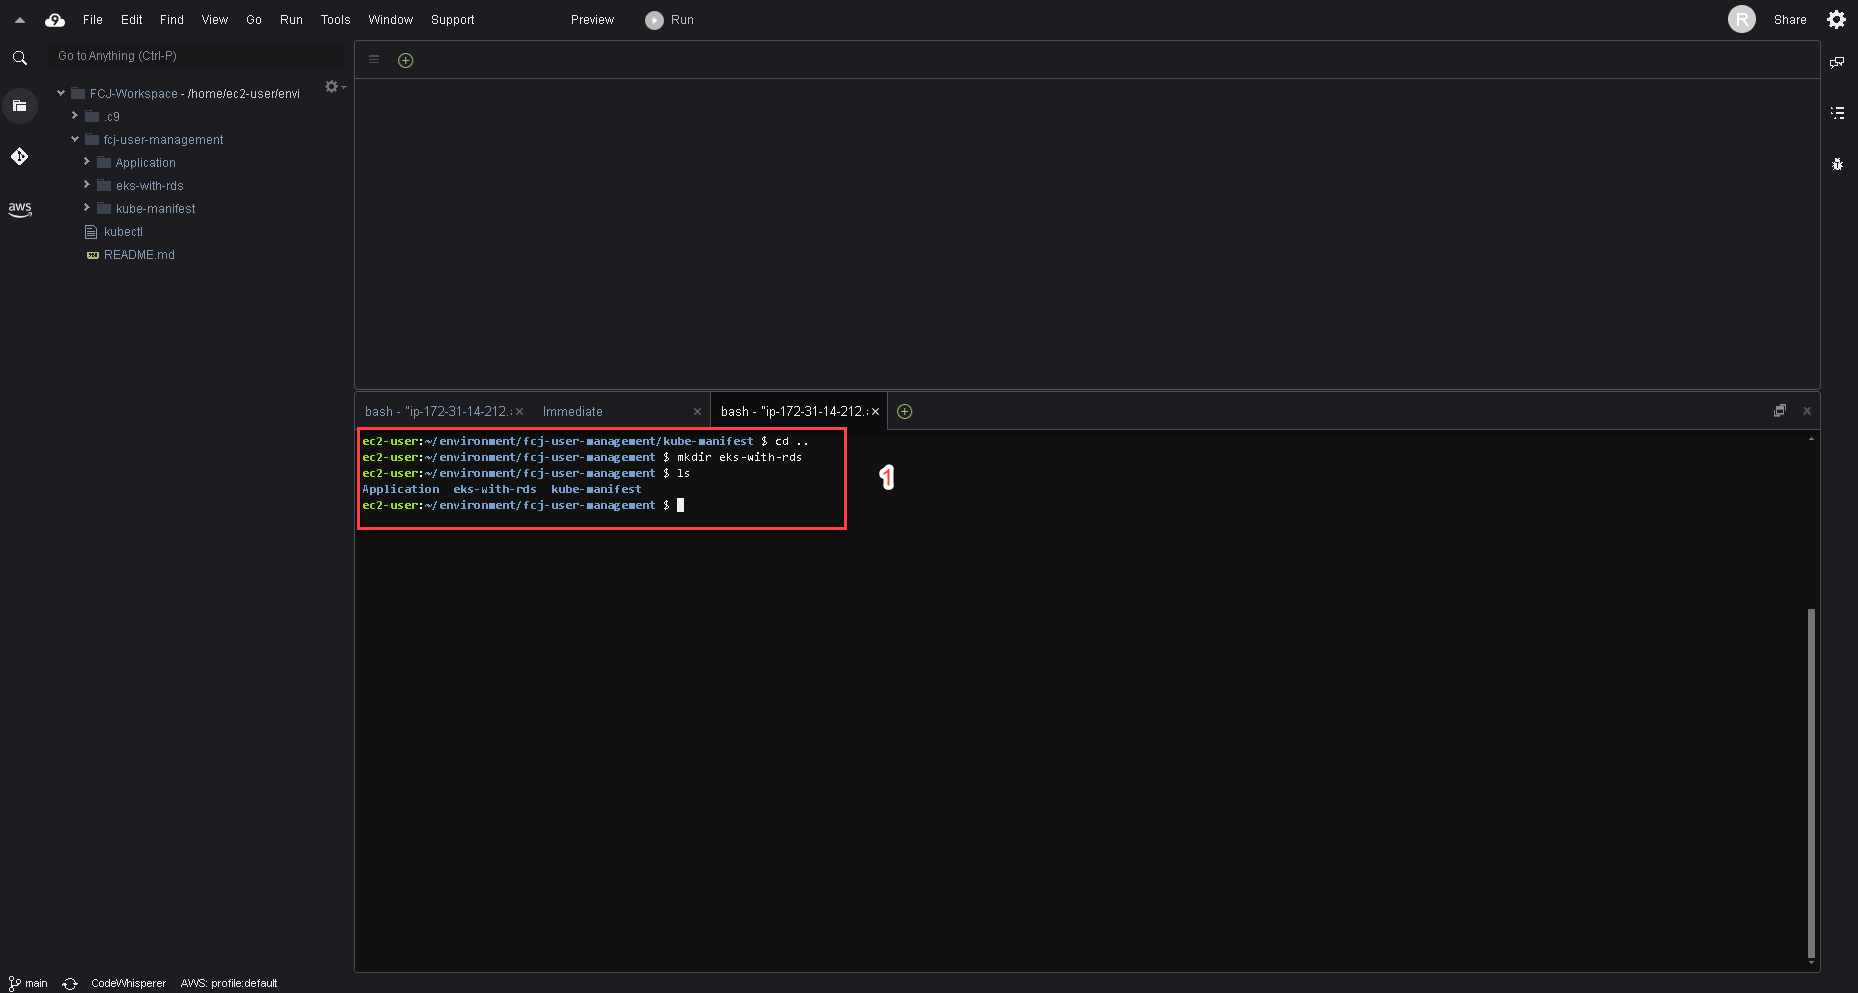 File Edit Find View Go Run Tools Window Support Preview Run R Share
Go to Anything (Ctrl-P)
FCJ-Workspace - /home/ec2-user/envi
.c9
fcj-user-management
Application
eks-with-rds
kube-manifest
kubectl
README.md
aws
bash - "ip-172-31-14-212. Immediate bash - "ip-172-31-14-212.
ec2-user:~/environment/fcj-user-management/kube-manifest $ cd ..
ec2-user:~/environment/fcj-user-management $ mkdir eks-with-rds
ec2-user:~/environment/fcj-user-management $ ls
Application eks-with-rds kube-manifest
ec2-user:~/environment/fcj-user-management $
1
main CodeWhisperer AWS: profile:default